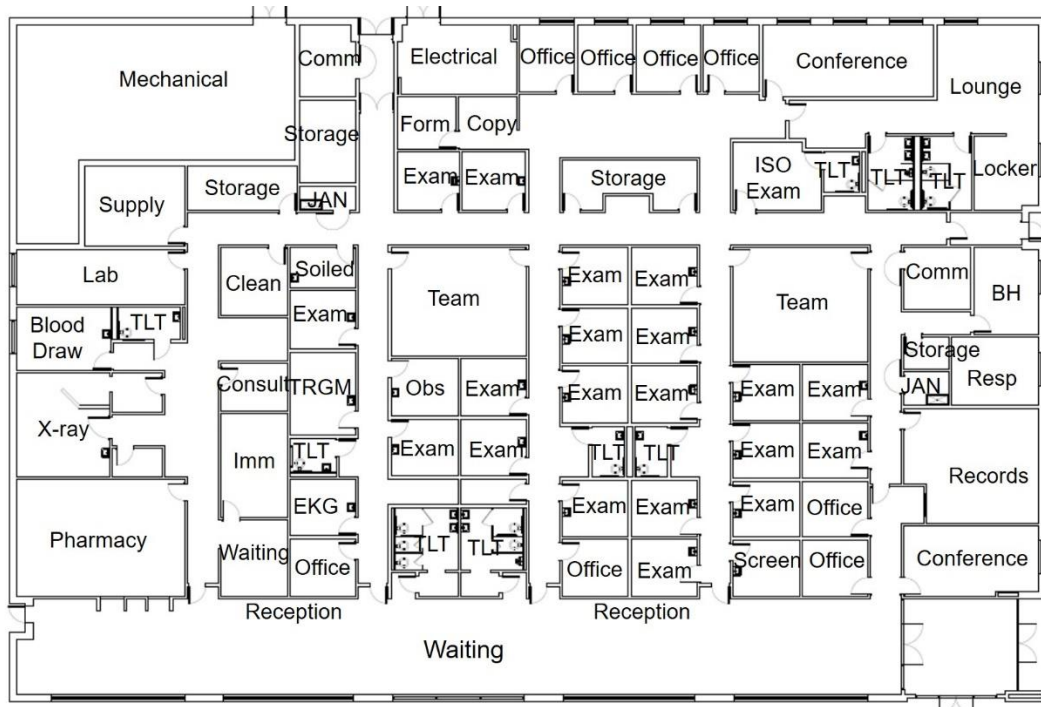 Mechanical
Comm
Electrical
Office
Office
Office
Office
Conference
Lounge
Storage
Form
Copy
Exam
Exam
Storage
ISO
Exam
TLT
TLT
TLT
Locker
Supply
Storage
JAN
Lab
Clean
Soiled
Team
Exam
Exam
Team
Comm
BH
Blood
Draw
TLT
Exam
Exam
Exam
Storage
Consult
TRGM
Obs
Exam
Exam
Exam
Exam
Exam
JAN
Resp
X-ray
Imm
TLT
Exam
Exam
TLT
TLT
Exam
Exam
Records
Pharmacy
EKG
Exam
Exam
Exam
Office
Waiting
Office
TLT
TLT
Office
Exam
Screen
Office
Conference
Reception
Reception
Waiting